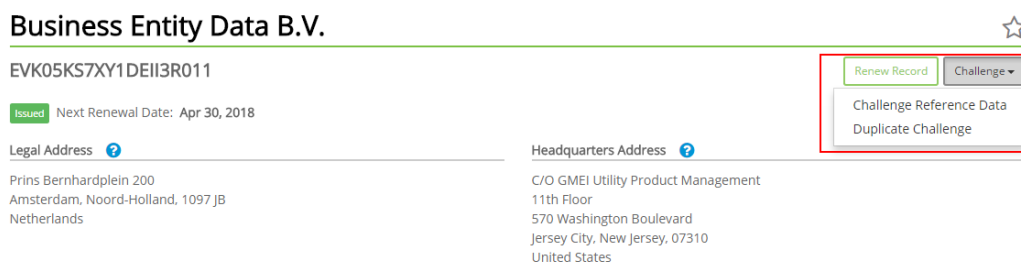 Business Entity Data B.V.
EVK05KS7XY1DEII3R011
Renew Record
Challenge
Challenge Reference Data
Duplicate Challenge
Issued Next Renewal Date: Apr 30, 2018
Legal Address ?
Headquarters Address ?
Prins Bernhardplein 200
Amsterdam, Noord-Holland, 1097 JB
Netherlands
C/O GMEI Utility Product Management
11th Floor
570 Washington Boulevard
Jersey City, New Jersey, 07310
United States